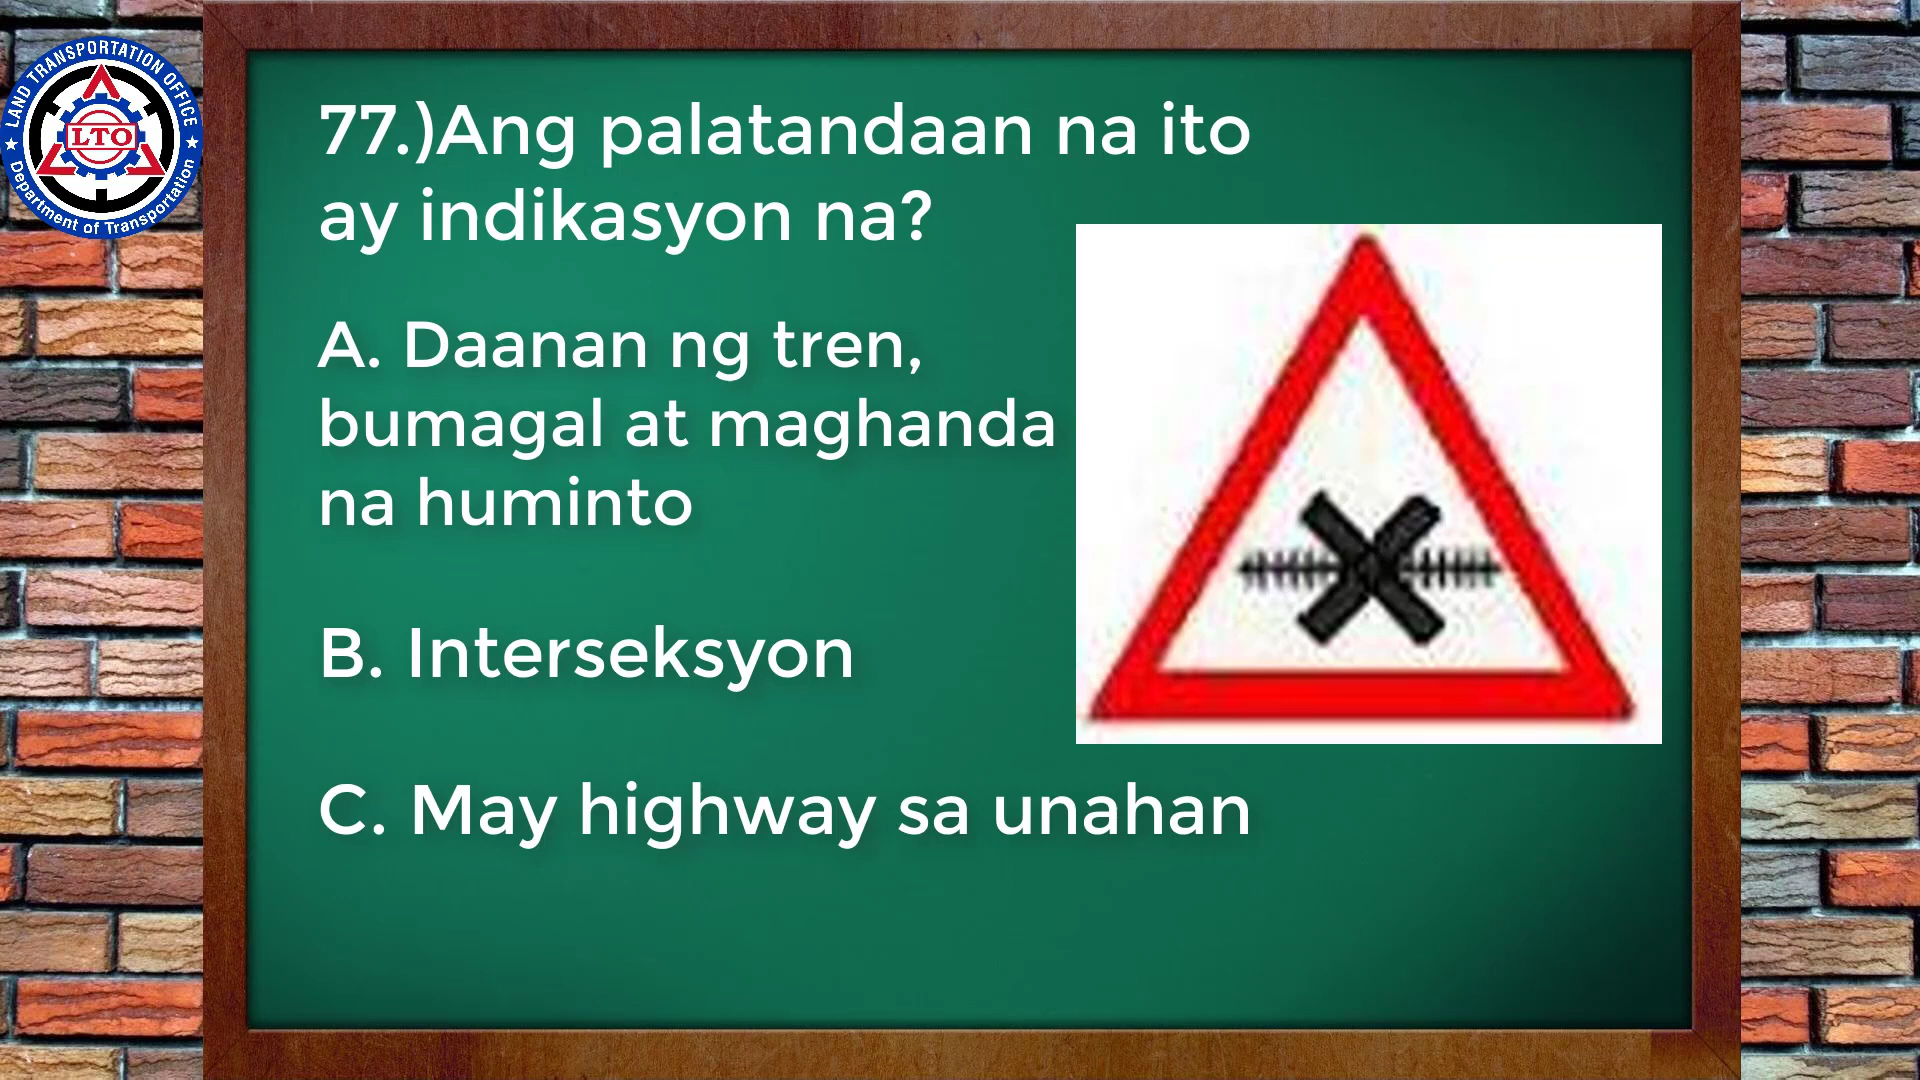 LAND TRANSPORTATION OFFICE
LTO
Department of Transportation
77.)Ang palatandaan na ito
ay indikasyon na?
A. Daanan ng tren,
bumagal at maghanda
na huminto
B. Interseksyon
C. May highway sa unahan